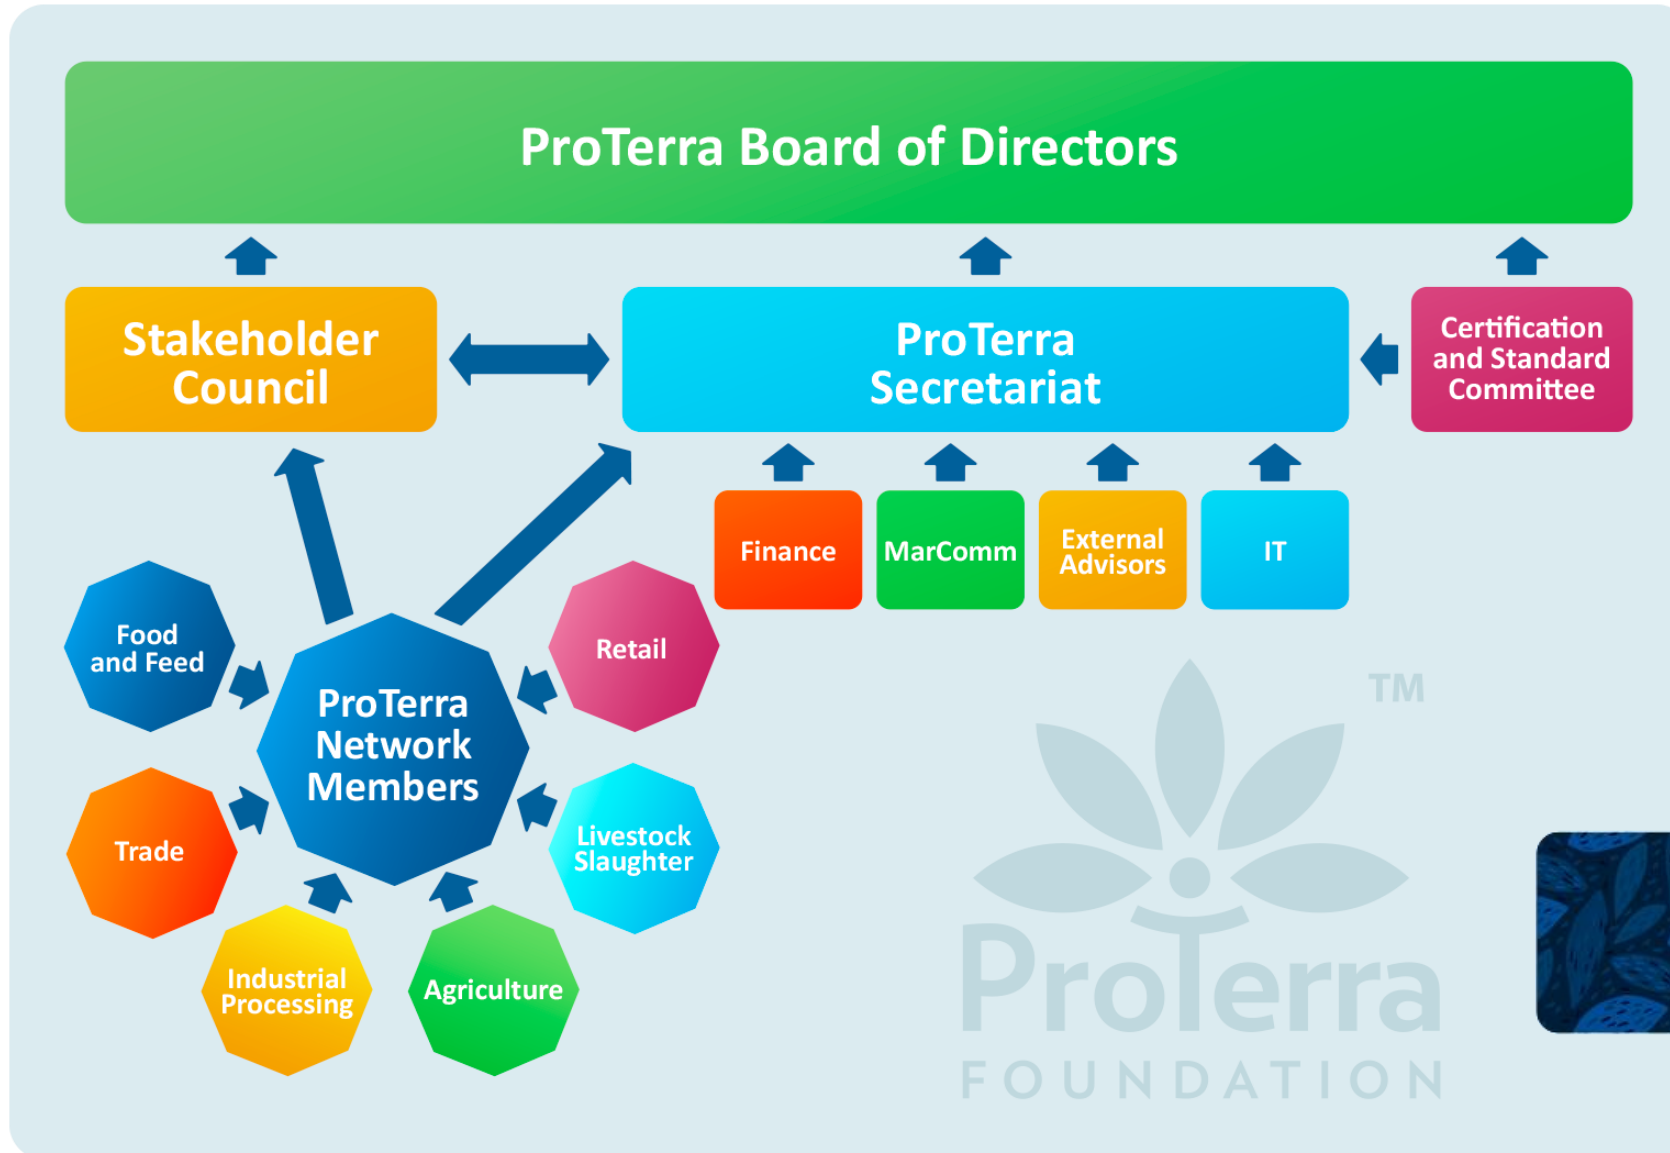 ProTerra Board of Directors
Stakeholder
Council
ProTerra
Secretariat
Certification
and Standard
Committee
Finance
MarComm
External
Advisors
IT
Food
and Feed
ProTerra
Network
Members
Retail
Trade
Livestock
Slaughter
Industrial
Processing
Agriculture
TM
ProTerra
FOUNDATION